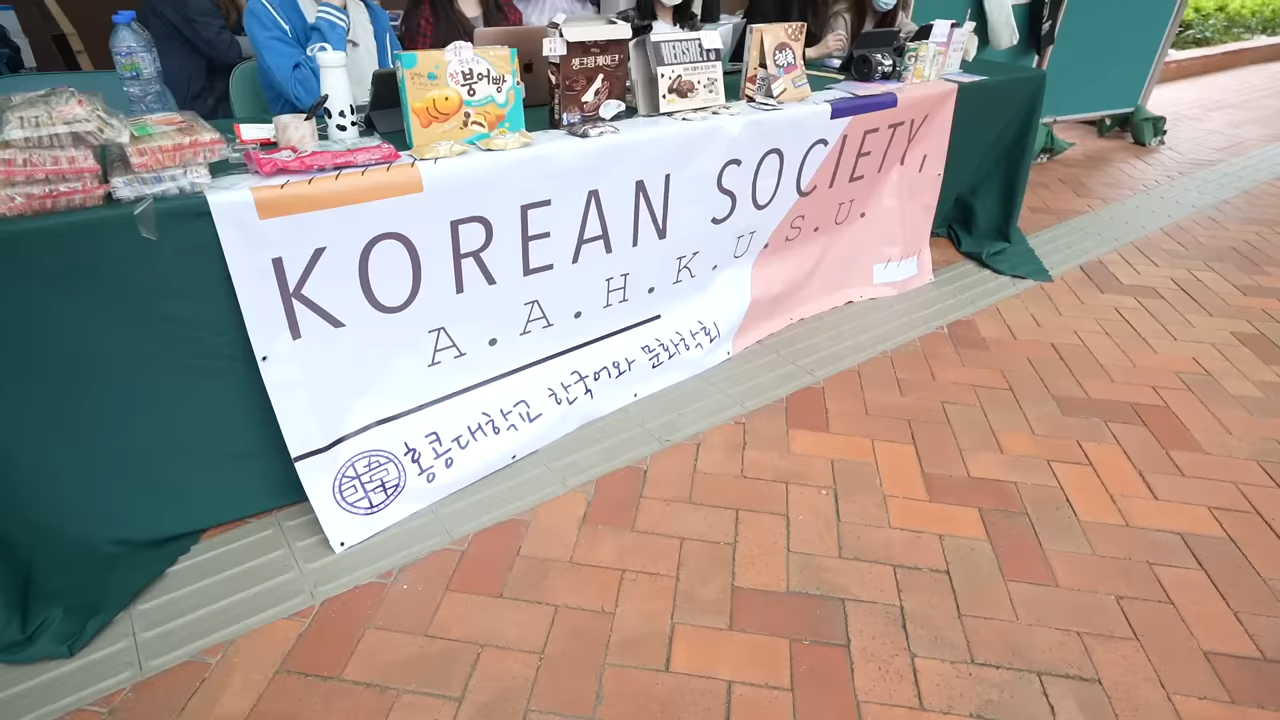 참붕어빵
생크림케이크
HERSHEY'S
KOREAN SOCIETY,
A.A.H.K.U.S.U.
홍콩대학교 한국어와 문화학회